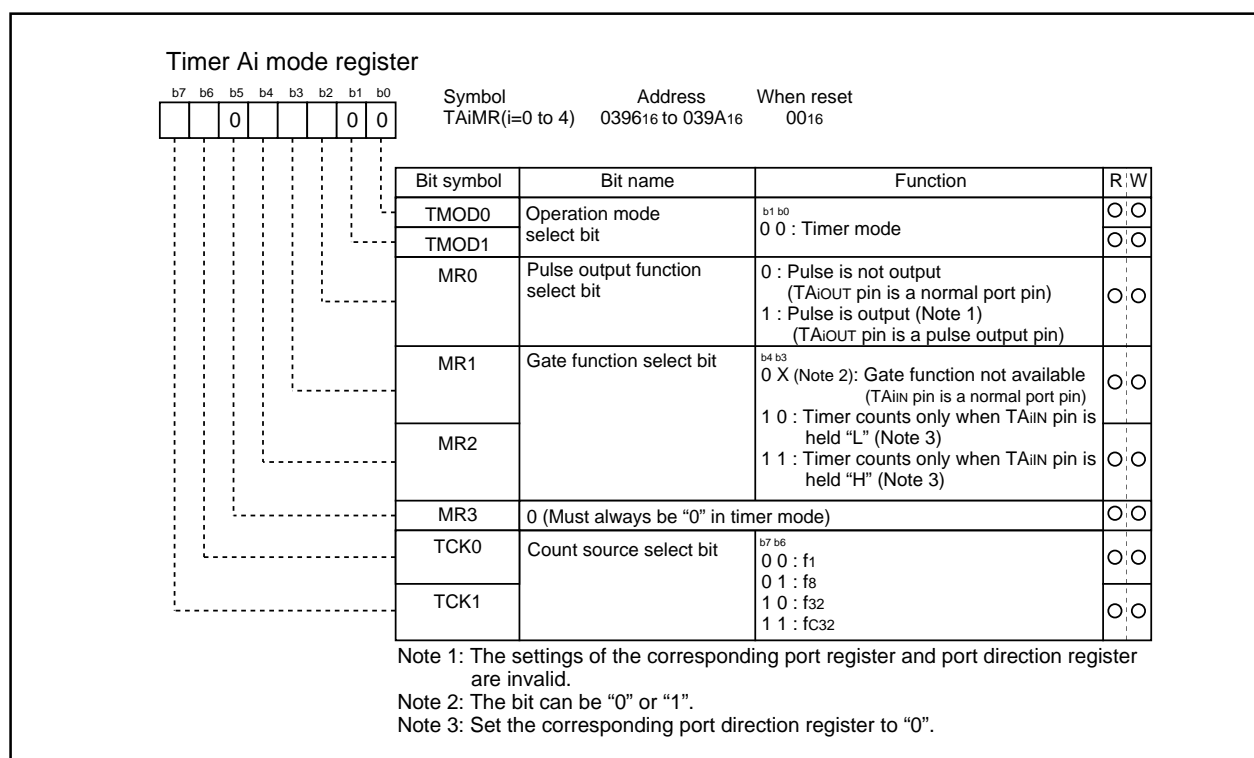 Timer Ai mode register
b7 b6 b5 b4 b3 b2 b1 b0
0 0 0
Symbol Address When reset
TAiMR(i=0 to 4) 039616 to 039A16 0016
Bit symbol Bit name Function R W
TMOD0 Operation mode select bit b1 b0
TMOD1 0 0 : Timer mode
MR0 Pulse output function select bit
0 : Pulse is not output
(TAiOUT pin is a normal port pin)
1 : Pulse is output (Note 1)
(TAiOUT pin is a pulse output pin)
MR1 Gate function select bit
MR2
b4 b3
0 X (Note 2): Gate function not available
(TAiIN pin is a normal port pin)
1 0 : Timer counts only when TAiIN pin is
held “L” (Note 3)
1 1 : Timer counts only when TAiIN pin is
held “H” (Note 3)
MR3 0 (Must always be “0” in timer mode)
TCK0 Count source select bit
TCK1
b7 b6
0 0 : f1
0 1 : f8
1 0 : f32
1 1 : fC32
Note 1: The settings of the corresponding port register and port direction register
are invalid.
Note 2: The bit can be “0” or “1”.
Note 3: Set the corresponding port direction register to “0”.